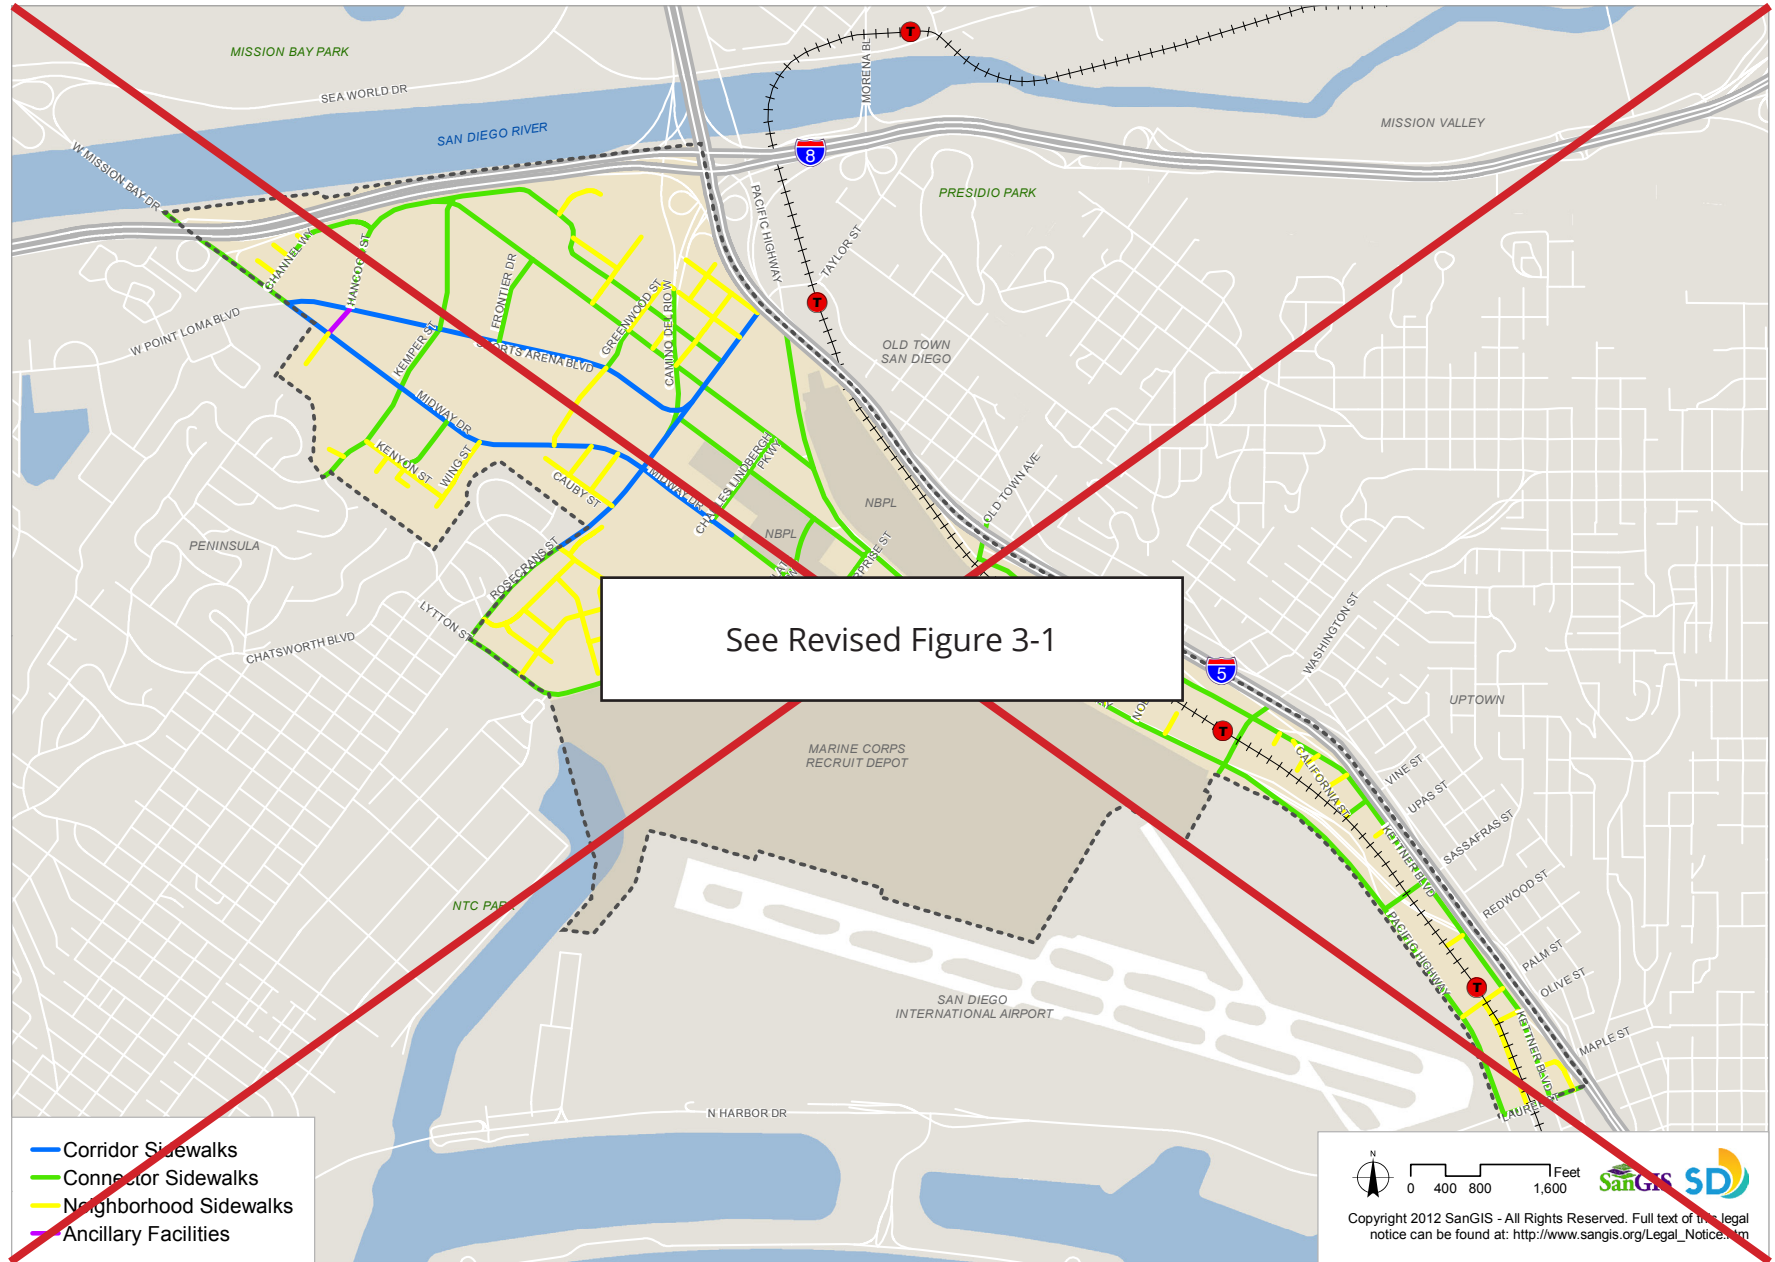 MISSION BAY PARK
SEA WORLD DR
SAN DIEGO RIVER
W MISSION BAY DR
MORENA BL
8
MISSION VALLEY
PRESIDIO PARK
PACIFIC HIGHWAY
TAYLOR ST
T
T
CHANNEL WY
HANCOCK ST
FRONTIER DR
GREENWOOD ST
CAMINO DEL RIO W
W POINT LOMA BLVD
KEMPER ST
SPORTS ARENA BLVD
OLD TOWN
SAN DIEGO
MIDWAY DR
KENYON ST
WING ST
CAUBY ST
MIDWAY DR
CHARLES LINDBERGH
PKWY
NBPL
NBPL
OLD TOWN AVE
PENINSULA
ROSECRANS ST
LYTTON ST
CHATSWORTH BLVD
See Revised Figure 3-1
5
WASHINGTON ST
UPTOWN
T
MARINE CORPS
RECRUIT DEPOT
CALIFORNIA ST
VINE ST
UPAS ST
SASSAFRAS ST
KETTNER BLVD
REDWOOD ST
NTC PARK
PACIFIC HIGHWAY
PALM ST
OLIVE ST
T
SAN DIEGO
INTERNATIONAL AIRPORT
KETTNER BLVD
MAPLE ST
LAUREL ST
N HARBOR DR
Corridor Sidewalks
Connector Sidewalks
Neighborhood Sidewalks
Ancillary Facilities
N
Feet
0 400 800 1,600
SanGIS
SD
Copyright 2012 SanGIS - All Rights Reserved. Full text of this legal
notice can be found at: http://www.sangis.org/Legal_Notice.htm